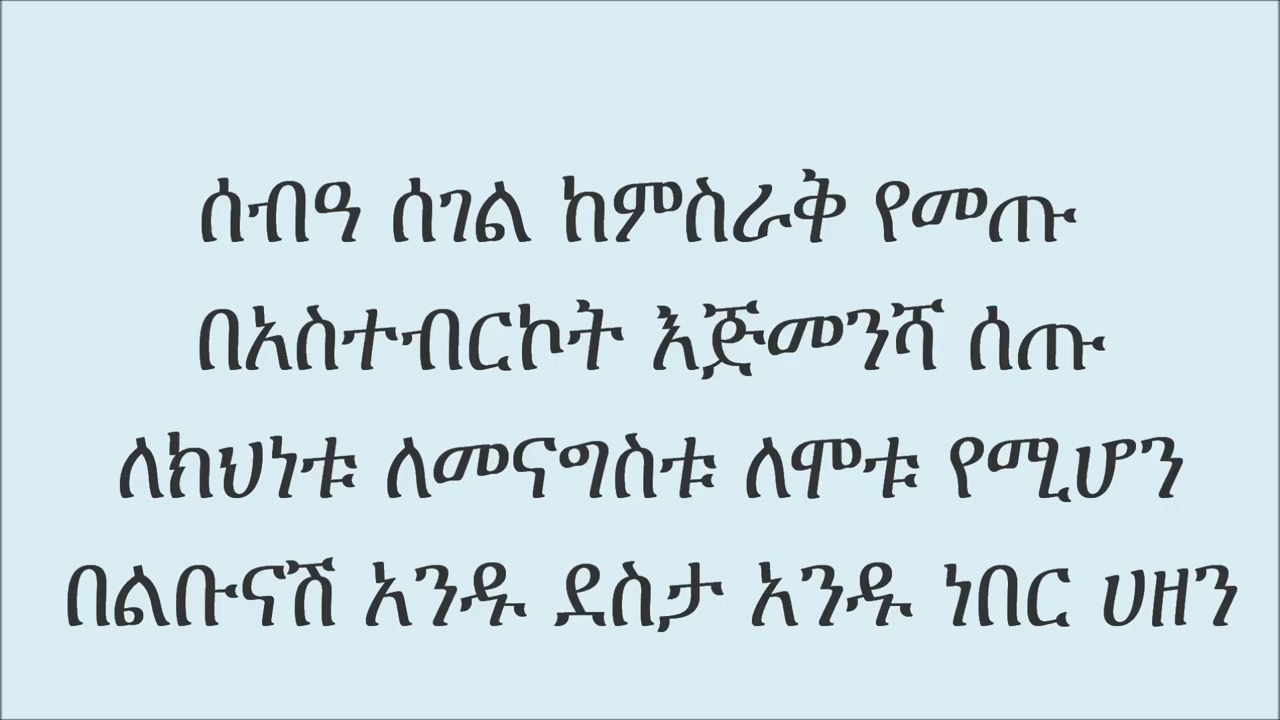 ሰብዓ ሰገል ከምስራቅ የመጡ
በአስተብርኮት እጅመንሻ ሰጡ
ለክህነቱ ለመናግስቱ ለሞቱ የሚሆን
በልቡናሽ አንዱ ደስታ አንዱ ነበር ሀዘን